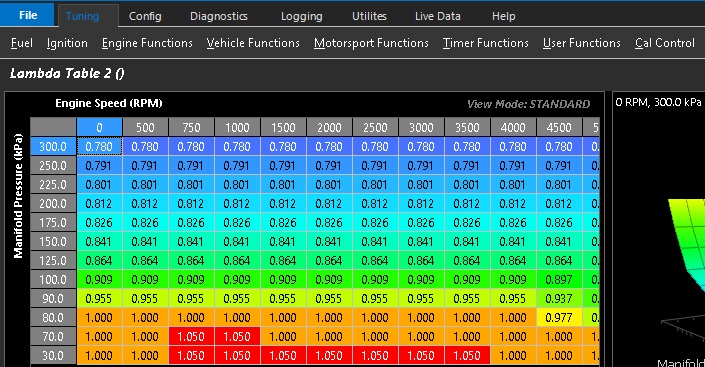 File Tuning Config Diagnostics Logging Utilites Live Data Help
Fuel Ignition Engine Functions Vehicle Functions Motorsport Functions Timer Functions User Functions Cal Control
Lambda Table 2 ()
Engine Speed (RPM) View Mode: STANDARD
0 RPM, 300.0 kPa
Manifold Pressure (kPa)
0 500 750 1000 1500 2000 2500 3000 3500 4000 4500 5
300.0 0.780 0.780 0.780 0.780 0.780 0.780 0.780 0.780 0.780 0.780 0.780 0.
250.0 0.791 0.791 0.791 0.791 0.791 0.791 0.791 0.791 0.791 0.791 0.791 0.
225.0 0.801 0.801 0.801 0.801 0.801 0.801 0.801 0.801 0.801 0.801 0.801 0.
200.0 0.812 0.812 0.812 0.812 0.812 0.812 0.812 0.812 0.812 0.812 0.812 0.
175.0 0.826 0.826 0.826 0.826 0.826 0.826 0.826 0.826 0.826 0.826 0.826 0.
150.0 0.841 0.841 0.841 0.841 0.841 0.841 0.841 0.841 0.841 0.841 0.841 0.
125.0 0.864 0.864 0.864 0.864 0.864 0.864 0.864 0.864 0.864 0.864 0.864 0.
100.0 0.909 0.909 0.909 0.909 0.909 0.909 0.909 0.909 0.909 0.909 0.897 0.
90.0 0.955 0.955 0.955 0.955 0.955 0.955 0.955 0.955 0.955 0.955 0.937 0.
80.0 1.000 1.000 1.000 1.000 1.000 1.000 1.000 1.000 1.000 1.000 0.977 0.
70.0 1.000 1.000 1.050 1.050 1.000 1.000 1.000 1.000 1.000 1.000 1.000 1.
30.0 1.000 1.000 1.050 1.050 1.050 1.050 1.050 1.050 1.050 1.000 1.000 1.
Manifold